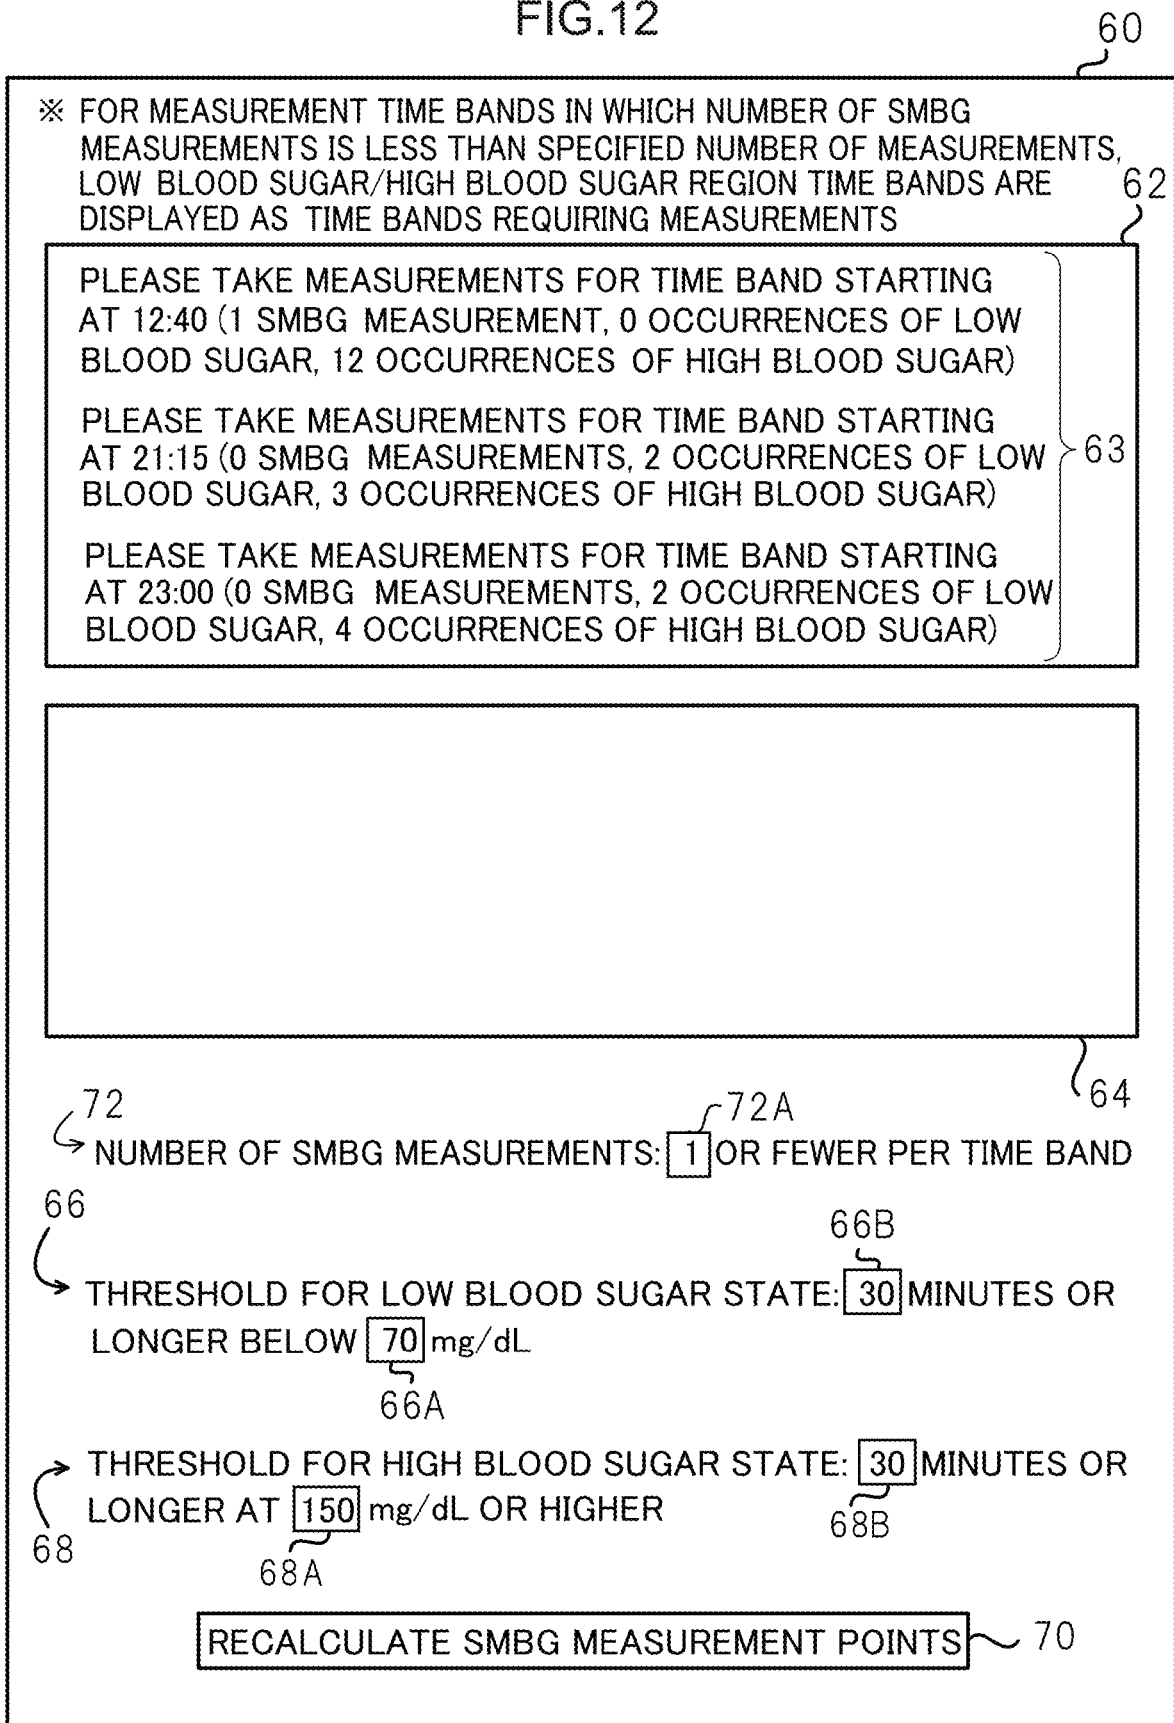 FIG.12
60
※ FOR MEASUREMENT TIME BANDS IN WHICH NUMBER OF SMBG
MEASUREMENTS IS LESS THAN SPECIFIED NUMBER OF MEASUREMENTS,
LOW BLOOD SUGAR/HIGH BLOOD SUGAR REGION TIME BANDS ARE
DISPLAYED AS TIME BANDS REQUIRING MEASUREMENTS
62
PLEASE TAKE MEASUREMENTS FOR TIME BAND STARTING
AT 12:40 (1 SMBG MEASUREMENT, 0 OCCURRENCES OF LOW
BLOOD SUGAR, 12 OCCURRENCES OF HIGH BLOOD SUGAR)
PLEASE TAKE MEASUREMENTS FOR TIME BAND STARTING
AT 21:15 (0 SMBG MEASUREMENTS, 2 OCCURRENCES OF LOW
BLOOD SUGAR, 3 OCCURRENCES OF HIGH BLOOD SUGAR)
63
PLEASE TAKE MEASUREMENTS FOR TIME BAND STARTING
AT 23:00 (0 SMBG MEASUREMENTS, 2 OCCURRENCES OF LOW
BLOOD SUGAR, 4 OCCURRENCES OF HIGH BLOOD SUGAR)
64
72
72A
NUMBER OF SMBG MEASUREMENTS: 1 OR FEWER PER TIME BAND
66
66B
THRESHOLD FOR LOW BLOOD SUGAR STATE: 30 MINUTES OR
LONGER BELOW 70 mg/dL
66A
THRESHOLD FOR HIGH BLOOD SUGAR STATE: 30 MINUTES OR
LONGER AT 150 mg/dL OR HIGHER
68B
68
68A
RECALCULATE SMBG MEASUREMENT POINTS
70